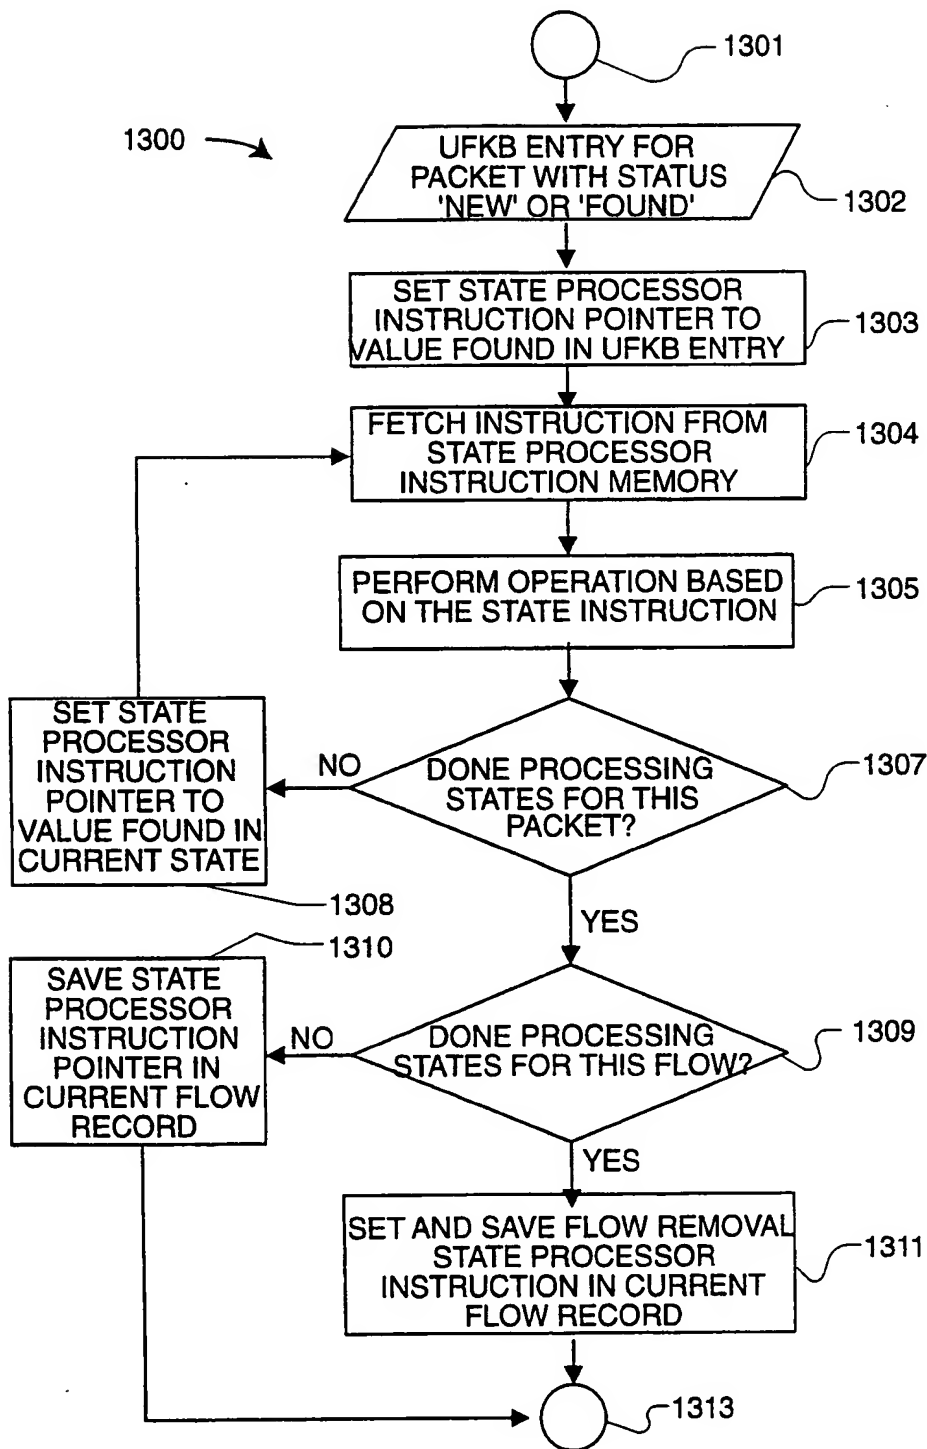 1301
1300
UFKB ENTRY FOR
PACKET WITH STATUS
'NEW' OR 'FOUND'
1302
SET STATE PROCESSOR
INSTRUCTION POINTER TO
VALUE FOUND IN UFKB ENTRY
1303
FETCH INSTRUCTION FROM
STATE PROCESSOR
INSTRUCTION MEMORY
1304
PERFORM OPERATION BASED
ON THE STATE INSTRUCTION
1305
SET STATE
PROCESSOR
INSTRUCTION
POINTER TO
VALUE FOUND IN
CURRENT STATE
NO
DONE PROCESSING
STATES FOR THIS
PACKET?
1307
1308
YES
1310
SAVE STATE
PROCESSOR
INSTRUCTION
POINTER IN
CURRENT FLOW
RECORD
NO
DONE PROCESSING
STATES FOR THIS FLOW?
1309
YES
SET AND SAVE FLOW REMOVAL
STATE PROCESSOR
INSTRUCTION IN CURRENT
FLOW RECORD
1311
1313